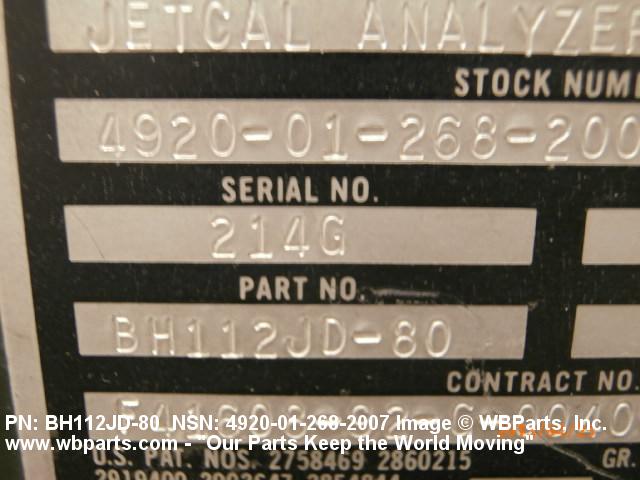 JETCAL ANALYZER
STOCK NUM
4920-01-268-200
SERIAL NO.
214G
PART NO.
BH112JD-80
CONTRACT NO.
PN: BH112JD-80 NSN: 4920-01-268-2007 Image © WBParts, Inc.
www.wbparts.com - "Our Parts Keep the World Moving"
U.S. PAT. NOS. 2758469 2860215
GR.